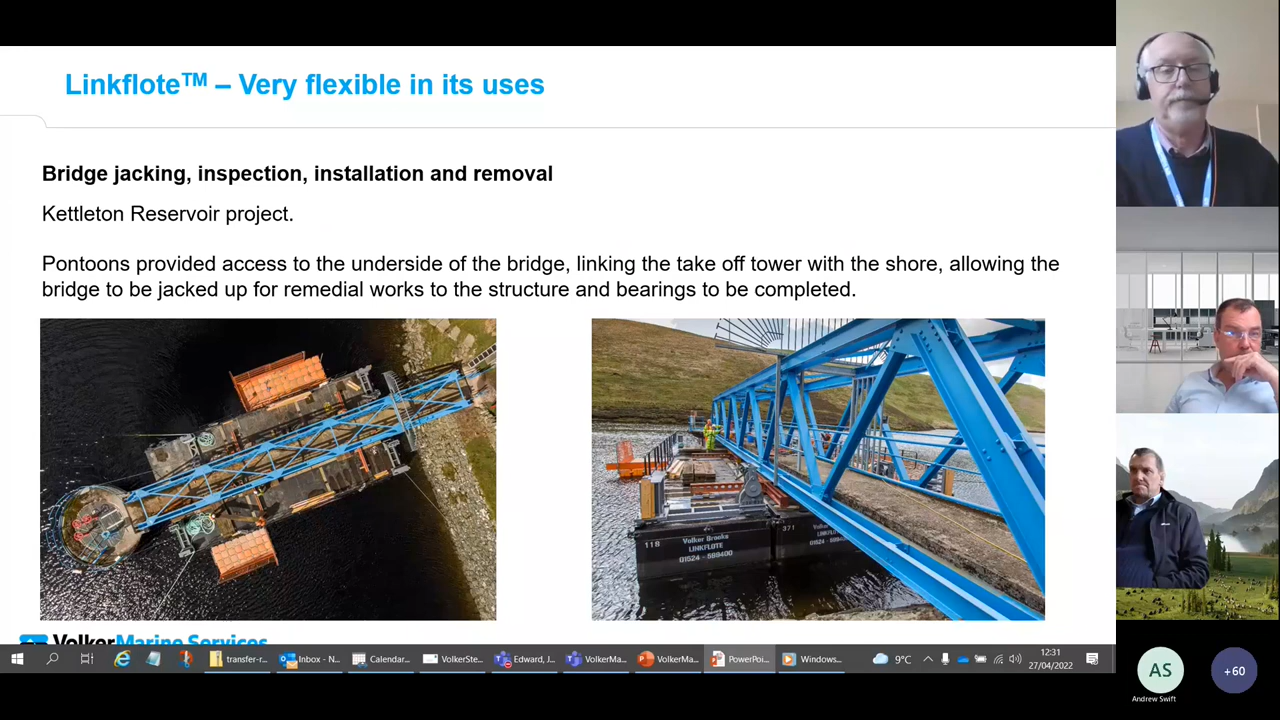 Linkflote™ – Very flexible in its uses
Bridge jacking, inspection, installation and removal
Kettleton Reservoir project.
Pontoons provided access to the underside of the bridge, linking the take off tower with the shore, allowing the
bridge to be jacked up for remedial works to the structure and bearings to be completed.
118
Volker Brooks
LINKFLOTE
01524 - 599400
371
VolkerMarine Services
transfer-r...
Inbox - N...
Calendar...
VolkerSte...
Edward, J...
VolkerMa...
VolkerMa...
PowerPoi...
Windows...
9°C
12:31
27/04/2022
AS
Andrew Swift
+60